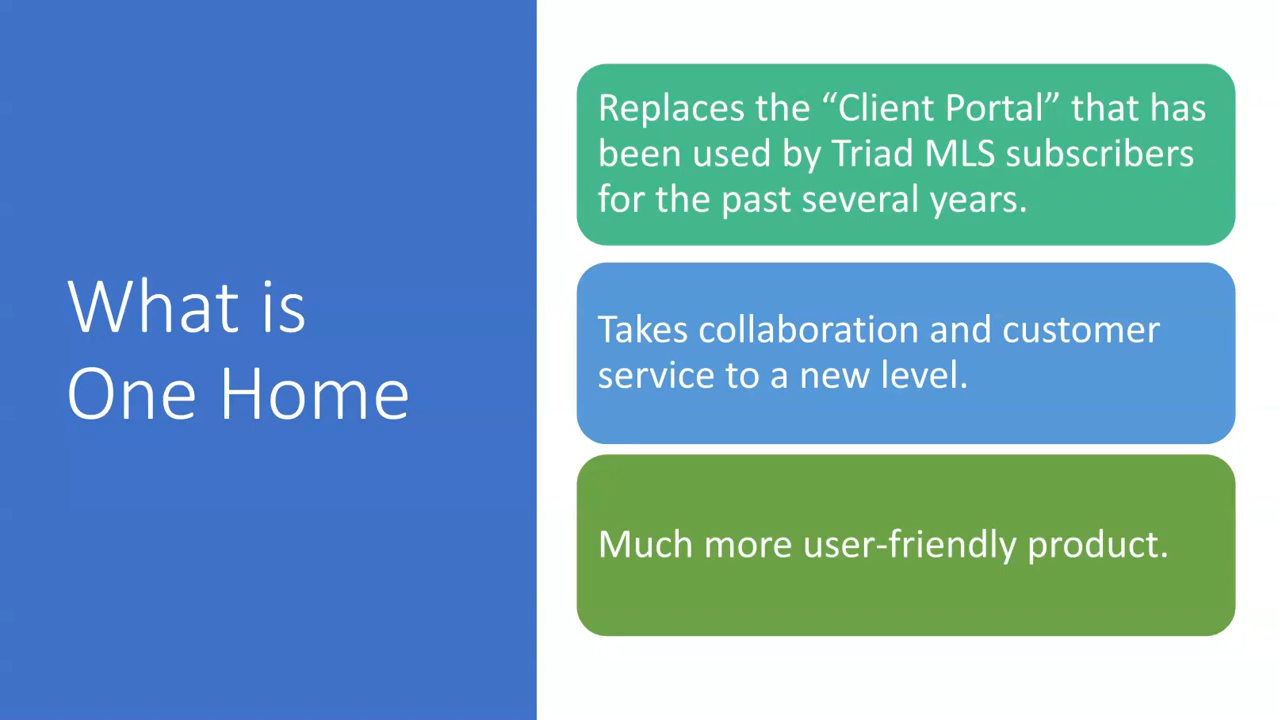 What is
One Home
Replaces the “Client Portal” that has
been used by Triad MLS subscribers
for the past several years.
Takes collaboration and customer
service to a new level.
Much more user-friendly product.